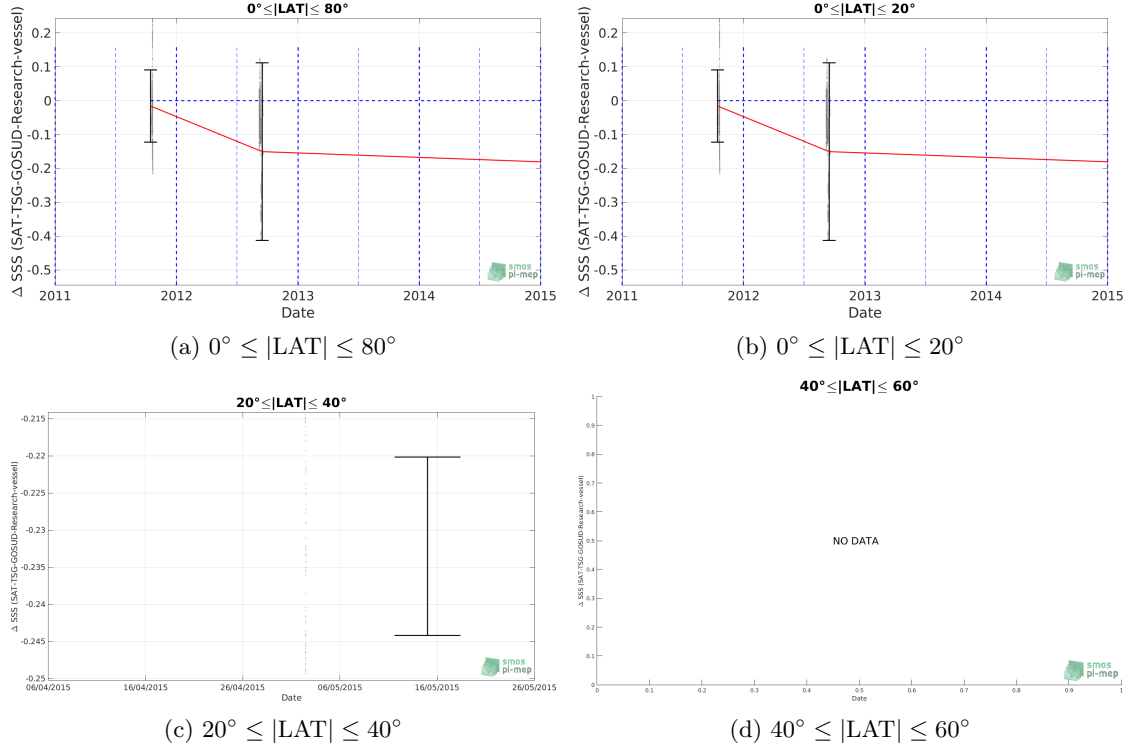 0°≤|LAT|≤ 80°
Δ SSS (SAT-TSG-GOSUD-Research-vessel)
0.2
0.1
0
-0.1
-0.2
-0.3
-0.4
-0.5
2011 2012 2013 2014 2015
Date
smos
pi-mep
(a) 0° ≤ |LAT| ≤ 80°
0°≤|LAT|≤ 20°
Δ SSS (SAT-TSG-GOSUD-Research-vessel)
0.2
0.1
0
-0.1
-0.2
-0.3
-0.4
-0.5
2011 2012 2013 2014 2015
Date
smos
pi-mep
(b) 0° ≤ |LAT| ≤ 20°
20°≤|LAT|≤ 40°
Δ SSS (SAT-TSG-GOSUD-Research-vessel)
-0.215
-0.22
-0.225
-0.23
-0.235
-0.24
-0.245
-0.25
06/04/2015 16/04/2015 26/04/2015 06/05/2015 16/05/2015 26/05/2015
Date
smos
pi-mep
(c) 20° ≤ |LAT| ≤ 40°
40°≤|LAT|≤ 60°
Δ SSS (SAT-TSG-GOSUD-Research-vessel)
1
0.9
0.8
0.7
0.6
0.5
0.4
0.3
0.2
0.1
0
NO DATA
0 0.1 0.2 0.3 0.4 0.5 0.6 0.7 0.8 0.9 1
Date
smos
pi-mep
(d) 40° ≤ |LAT| ≤ 60°